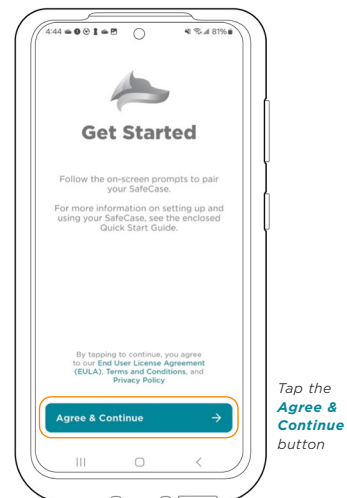 4:44
81%
Get Started
Follow the on-screen prompts to pair
your SafeCase.
For more information on setting up and
using your SafeCase, see the enclosed
Quick Start Guide.
By tapping to continue, you agree
to our End User License Agreement
(EULA), Terms and Conditions, and
Privacy Policy
Agree & Continue
Tap the
Agree &
Continue
button